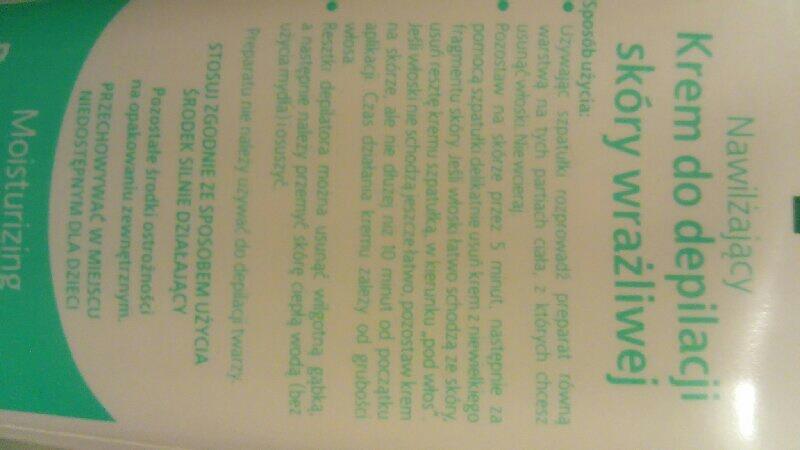 Nawilżający
Krem do depilacji
skóry wrażliwej
Sposób użycia:
• Używając szpatułki rozprowadź preparat równą
warstwą na tych partiach ciała, z których chcesz
usunąć włoski. Nie wcieraj
• Pozostaw na skórze przez 5 minut, następnie za
pomocą szpatułki delikatnie usuń krem z niewielkiego
fragmentu skóry. Jeśli włoski łatwo schodzą ze skóry,
usuń resztę kremu szpatułką, w kierunku „pod włos".
Jeśli włoski nie schodzą jeszcze łatwo, pozostaw krem
na skórze, ale nie dłużej niż 10 minut od początku
aplikacji. Czas działania kremu zależy od grubości
włosa.
• Resztki depilatora można usunąć wilgotną gąbką,
a następnie należy przemyć skórę ciepłą wodą (bez
użycia mydła) i osuszyć.
Preparatu nie należy używać do depilacji twarzy.
STOSUJ ZGODNIE ZE SPOSOBEM UŻYCIA
ŚRODEK SILNIE DZIAŁAJĄCY
Pozostałe środki ostrożności
na opakowaniu zewnętrznym.
PRZECHOWYWAĆ W MIEJSCU
NIEDOSTĘPNYM DLA DZIECI
Moisturizing